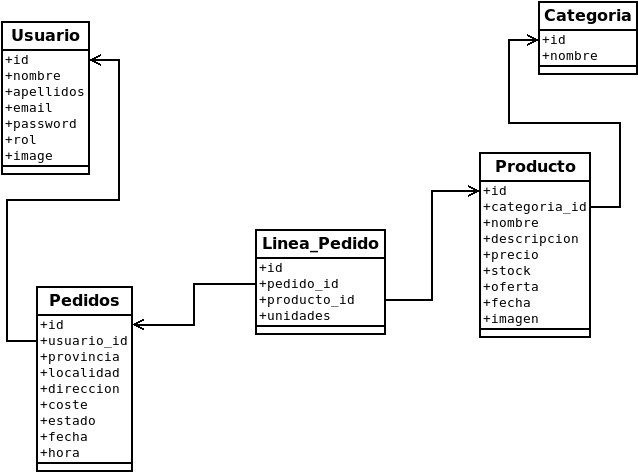 Usuario
+id
+nombre
+apellidos
+email
+password
+rol
+image
Categoria
+id
+nombre
Producto
+id
+categoria_id
+nombre
+descripcion
+precio
+stock
+oferta
+fecha
+imagen
Linea_Pedido
+id
+pedido_id
+producto_id
+unidades
Pedidos
+id
+usuario_id
+provincia
+localidad
+direccion
+coste
+estado
+fecha
+hora